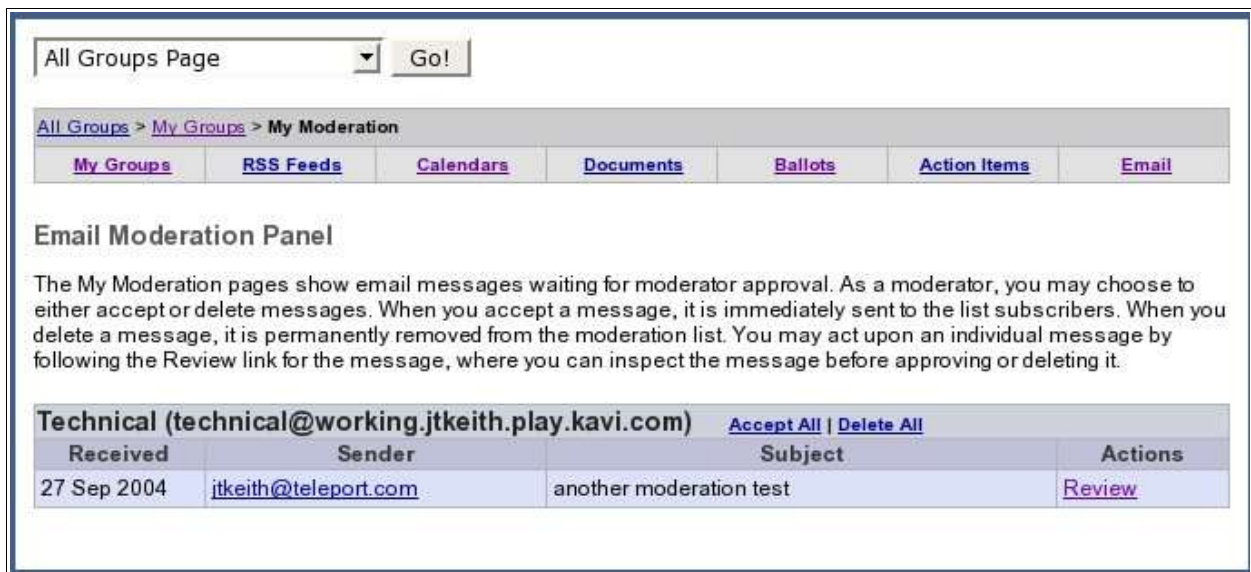 All Groups Page Go!
All Groups > My Groups > My Moderation
My Groups RSS Feeds Calendars Documents Ballots Action Items Email
Email Moderation Panel
The My Moderation pages show email messages waiting for moderator approval. As a moderator, you may choose to
either accept or delete messages. When you accept a message, it is immediately sent to the list subscribers. When you
delete a message, it is permanently removed from the moderation list. You may act upon an individual message by
following the Review link for the message, where you can inspect the message before approving or deleting it.
Technical (technical@working.jtkeith.play.kavi.com) Accept All | Delete All
Received Sender Subject Actions
27 Sep 2004 jtkeith@teleport.com another moderation test Review